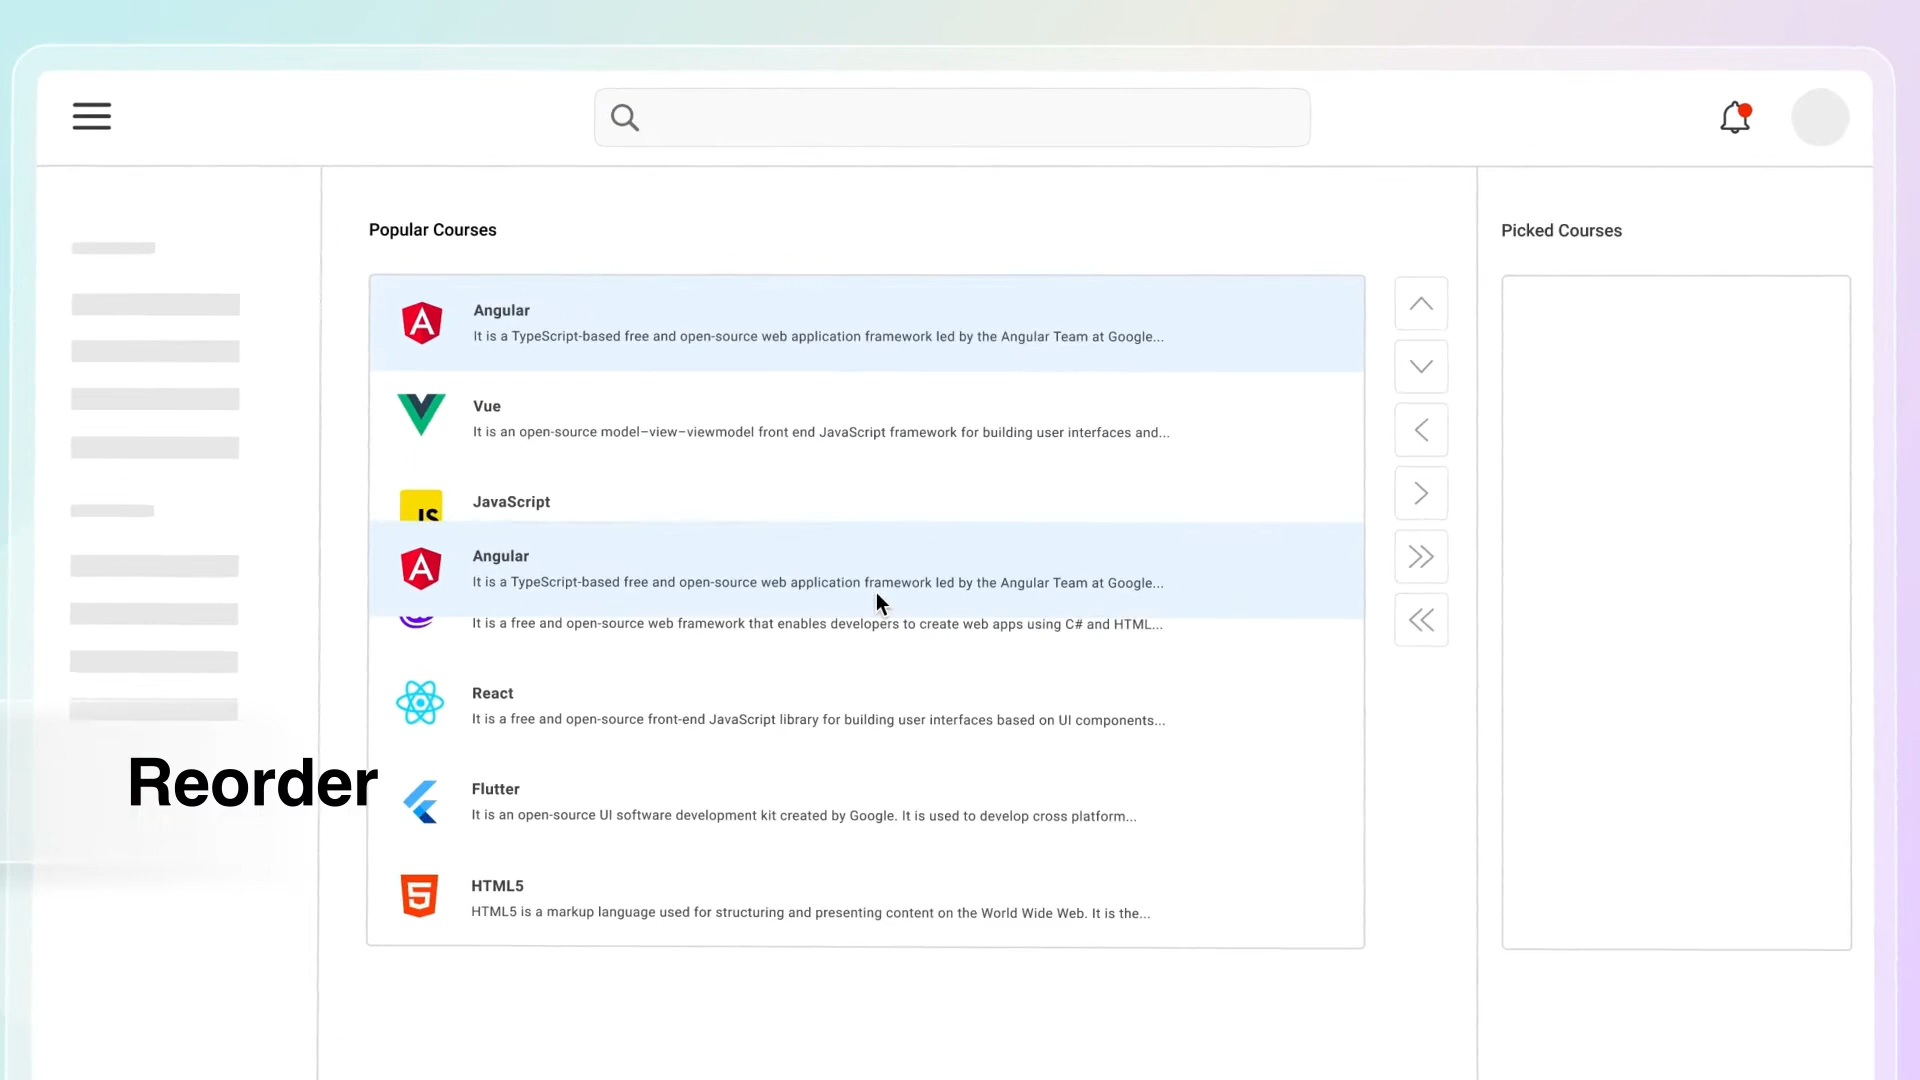 Popular Courses
Picked Courses
Angular
It is a TypeScript-based free and open-source web application framework led by the Angular Team at Google...
Vue
It is an open-source model–view–viewmodel front end JavaScript framework for building user interfaces and...
JavaScript
JS
Angular
It is a TypeScript-based free and open-source web application framework led by the Angular Team at Google...
It is a free and open-source web framework that enables developers to create web apps using C# and HTML...
React
It is a free and open-source front-end JavaScript library for building user interfaces based on UI components...
Reorder
Flutter
It is an open-source UI software development kit created by Google. It is used to develop cross platform...
HTML5
HTML5 is a markup language used for structuring and presenting content on the World Wide Web. It is the...